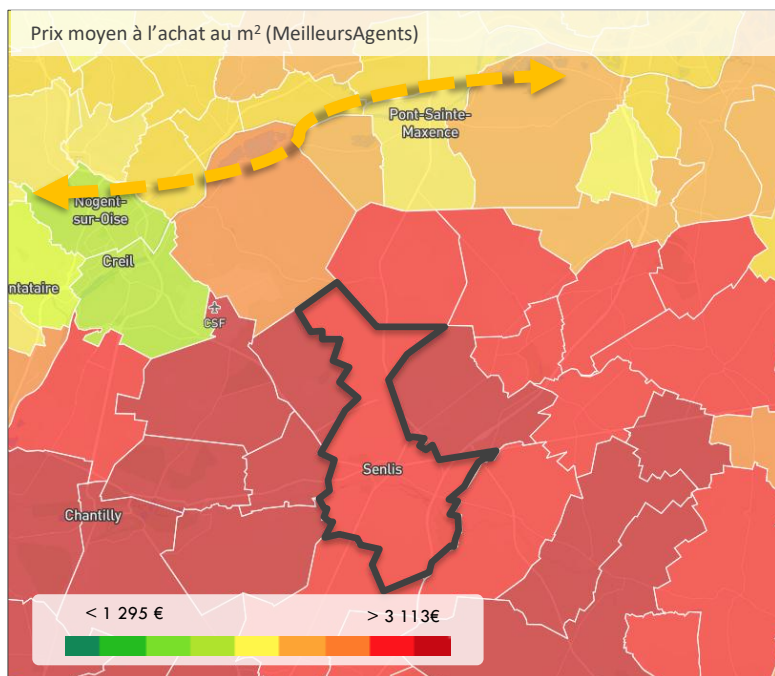 Prix moyen à l'achat au m² (MeilleursAgents)
Pont-Sainte-
Maxence
Nogent-
sur-Oise
Creil
ntataire
CSF
Senlis
Chantilly
< 1 295 €
> 3 113€